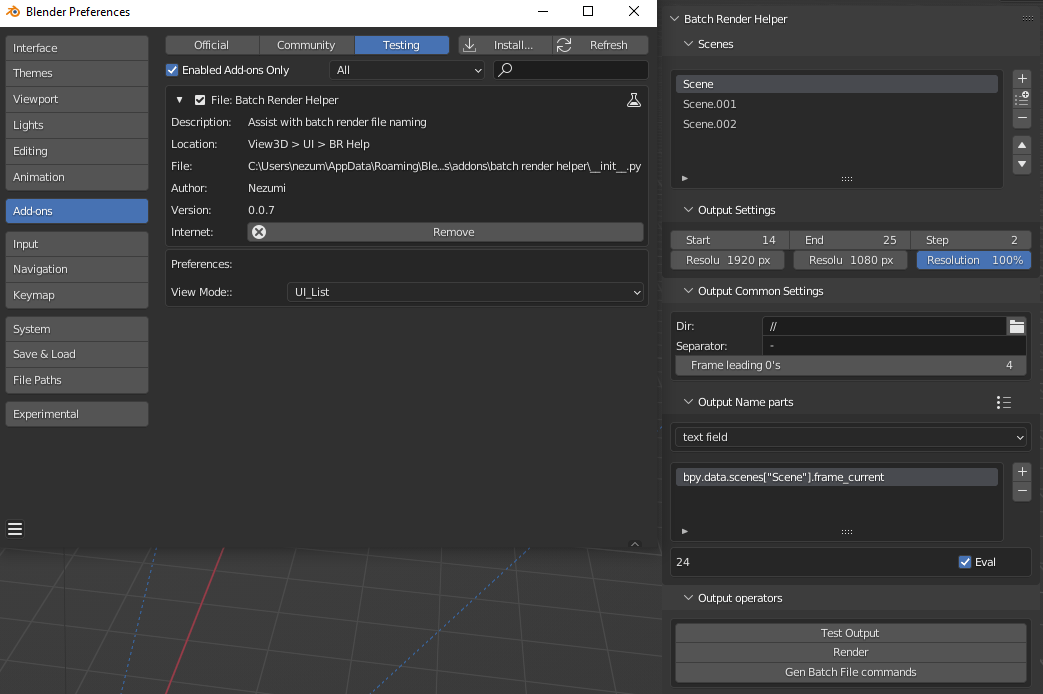 Blender Preferences
Interface
Themes
Viewport
Lights
Editing
Animation
Add-ons
Input
Navigation
Keymap
System
Save & Load
File Paths
Experimental
Official Community Testing Install... Refresh
Enabled Add-ons Only All
File: Batch Render Helper
Description: Assist with batch render file naming
Location: View3D > UI > BR Help
File: C:\Users\nezum\AppData\Roaming\Ble...s\addons\batch render helper\__init__.py
Author: Nezumi
Version: 0.0.7
Internet: Remove
Preferences:
View Mode:: UI_List
Batch Render Helper
Scenes
Scene
Scene.001
Scene.002
Output Settings
Start 14 End 25 Step 2
Resolu 1920 px Resolu 1080 px Resolution 100%
Output Common Settings
Dir: //
Separator: -
Frame leading 0's 4
Output Name parts
text field
bpy.data.scenes["Scene"].frame_current
24 Eval
Output operators
Test Output
Render
Gen Batch File commands